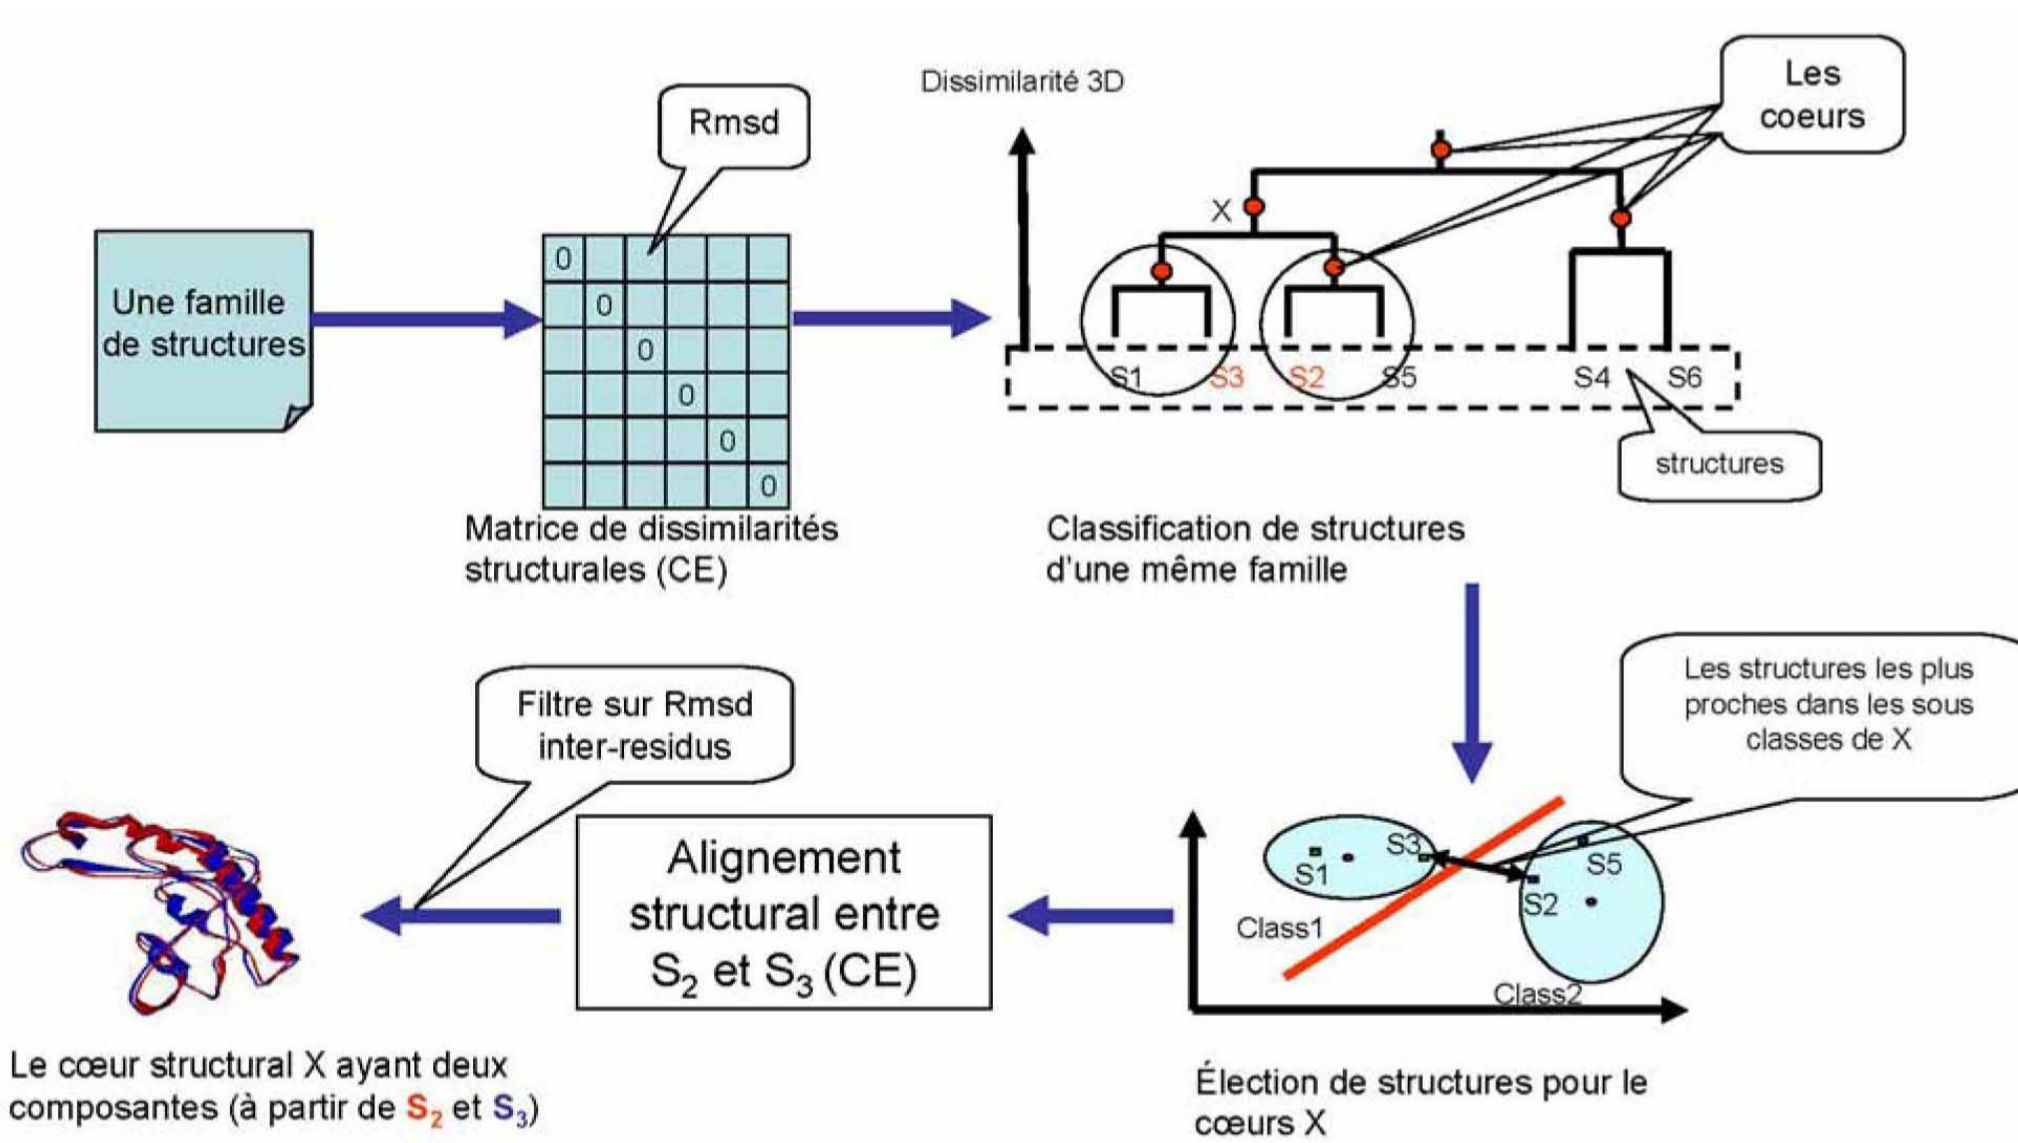 Dissimilarité 3D
Les
coeurs
Rmsd
X
Une famille
de structures
0
0
0
0
0
0
S1 S3 S2 S5 S4 S6
structures
Matrice de dissimilarités
structurales (CE)
Classification de structures
d'une même famille
Les structures les plus
proches dans les sous
classes de X
Filtre sur Rmsd
inter-residus
Alignement
structural entre
S₂ et S₃ (CE)
S3
S1
S5
S2
Class1
Class2
Le cœur structural X ayant deux
composantes (à partir de S₂ et S₃)
Élection de structures pour le
cœurs X